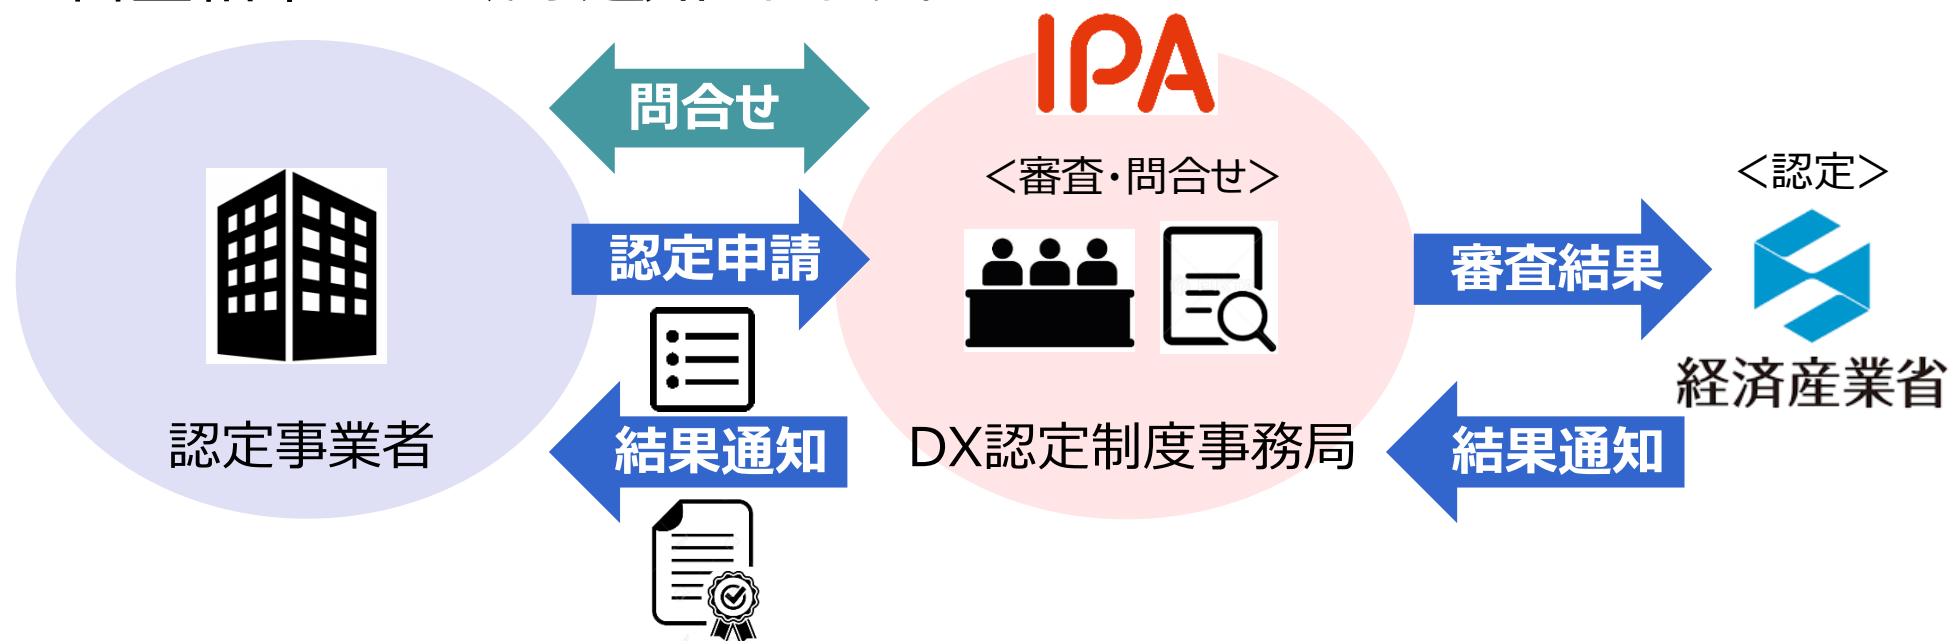 IPA
問合せ
<審査・問合せ>
<認定>
認定申請
審査結果
経済産業省
認定事業者
結果通知
DX認定制度事務局
結果通知